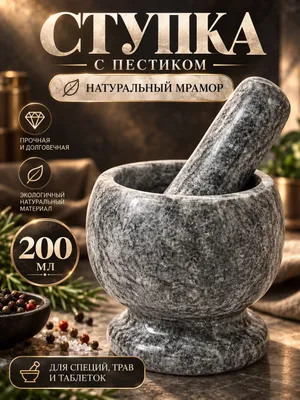 СТУПКА
С ПЕСТИКОМ
НАТУРАЛЬНЫЙ МРАМОР
ПРОЧНАЯ
И ДОЛГОВЕЧНАЯ
ЭКОЛОГИЧНЫЙ
НАТУРАЛЬНЫЙ
МАТЕРИАЛ
200
МЛ
ДЛЯ СПЕЦИЙ, ТРАВ
И ТАБЛЕТОК